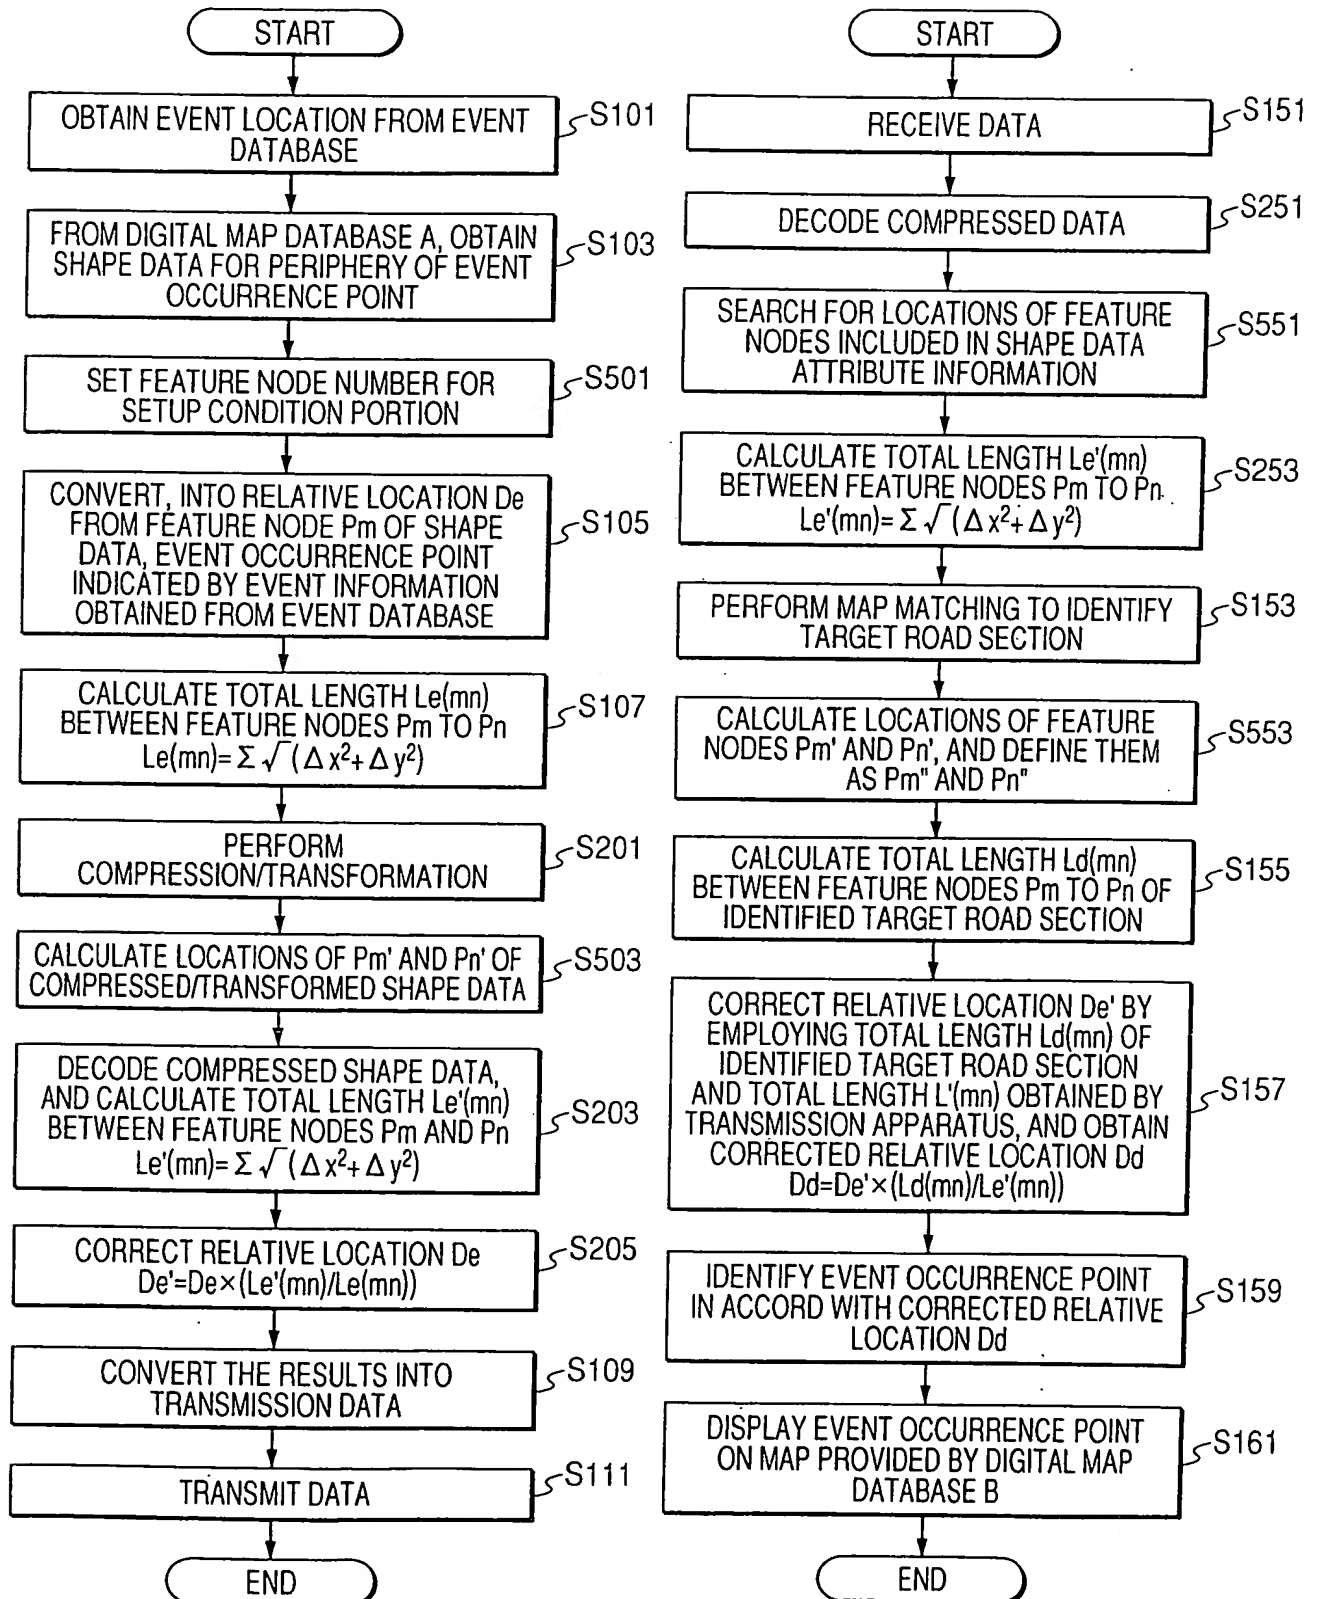 START
OBTAIN EVENT LOCATION FROM EVENT
DATABASE
S101
FROM DIGITAL MAP DATABASE A, OBTAIN
SHAPE DATA FOR PERIPHERY OF EVENT
OCCURRENCE POINT
S103
SET FEATURE NODE NUMBER FOR
SETUP CONDITION PORTION
S501
CONVERT, INTO RELATIVE LOCATION De
FROM FEATURE NODE Pm OF SHAPE
DATA, EVENT OCCURRENCE POINT
INDICATED BY EVENT INFORMATION
OBTAINED FROM EVENT DATABASE
S105
CALCULATE TOTAL LENGTH Le(mn)
BETWEEN FEATURE NODES Pm TO Pn
Le(mn)=Σ√(Δx²+Δy²)
S107
PERFORM
COMPRESSION/TRANSFORMATION
S201
CALCULATE LOCATIONS OF Pm' AND Pn' OF
COMPRESSED/TRANSFORMED SHAPE DATA
S503
DECODE COMPRESSED SHAPE DATA,
AND CALCULATE TOTAL LENGTH Le'(mn)
BETWEEN FEATURE NODES Pm AND Pn
Le'(mn)=Σ√(Δx²+Δy²)
S203
CORRECT RELATIVE LOCATION De
De'=De×(Le'(mn)/Le(mn))
S205
CONVERT THE RESULTS INTO
TRANSMISSION DATA
S109
TRANSMIT DATA
S111
END
START
RECEIVE DATA
S151
DECODE COMPRESSED DATA
S251
SEARCH FOR LOCATIONS OF FEATURE
NODES INCLUDED IN SHAPE DATA
ATTRIBUTE INFORMATION
S551
CALCULATE TOTAL LENGTH Le'(mn)
BETWEEN FEATURE NODES Pm TO Pn
Le'(mn)=Σ√(Δx²+Δy²)
S253
PERFORM MAP MATCHING TO IDENTIFY
TARGET ROAD SECTION
S153
CALCULATE LOCATIONS OF FEATURE
NODES Pm' AND Pn', AND DEFINE THEM
AS Pm" AND Pn"
S553
CALCULATE TOTAL LENGTH Ld(mn)
BETWEEN FEATURE NODES Pm TO Pn OF
IDENTIFIED TARGET ROAD SECTION
S155
CORRECT RELATIVE LOCATION De' BY
EMPLOYING TOTAL LENGTH Ld(mn) OF
IDENTIFIED TARGET ROAD SECTION
AND TOTAL LENGTH L'(mn) OBTAINED BY
TRANSMISSION APPARATUS, AND OBTAIN
CORRECTED RELATIVE LOCATION Dd
Dd=De'×(Ld(mn)/Le'(mn))
S157
IDENTIFY EVENT OCCURRENCE POINT
IN ACCORD WITH CORRECTED RELATIVE
LOCATION Dd
S159
DISPLAY EVENT OCCURRENCE POINT
ON MAP PROVIDED BY DIGITAL MAP
DATABASE B
S161
END